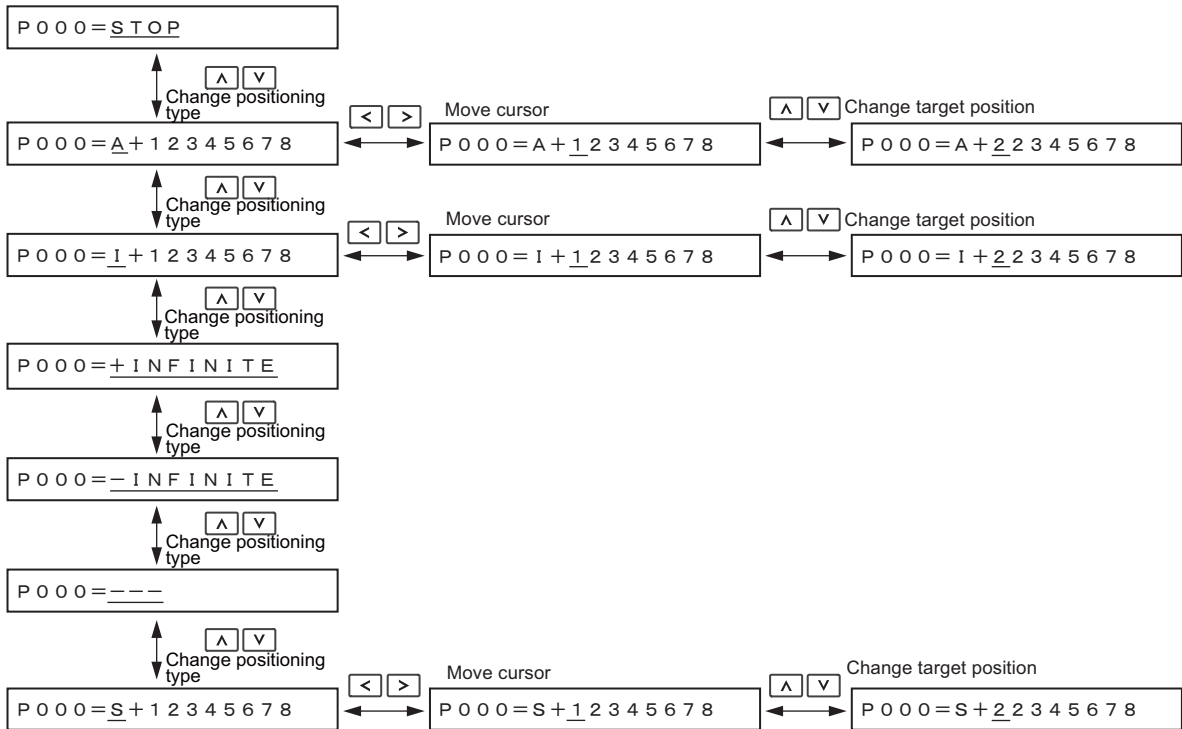 P000=STOP
∧ ∨
Change positioning
type
< >
Move cursor
∧ ∨ Change target position
P000=A+12345678
P000=A+12345678
P000=A+22345678
∧ ∨
Change positioning
type
< >
Move cursor
∧ ∨ Change target position
P000=I+12345678
P000=I+12345678
P000=I+22345678
∧ ∨
Change positioning
type
P000=+INFINITE
∧ ∨
Change positioning
type
P000=-INFINITE
∧ ∨
Change positioning
type
P000=---
∧ ∨
Change positioning
type
< >
Move cursor
∧ ∨
Change target position
P000=S+12345678
P000=S+12345678
P000=S+22345678